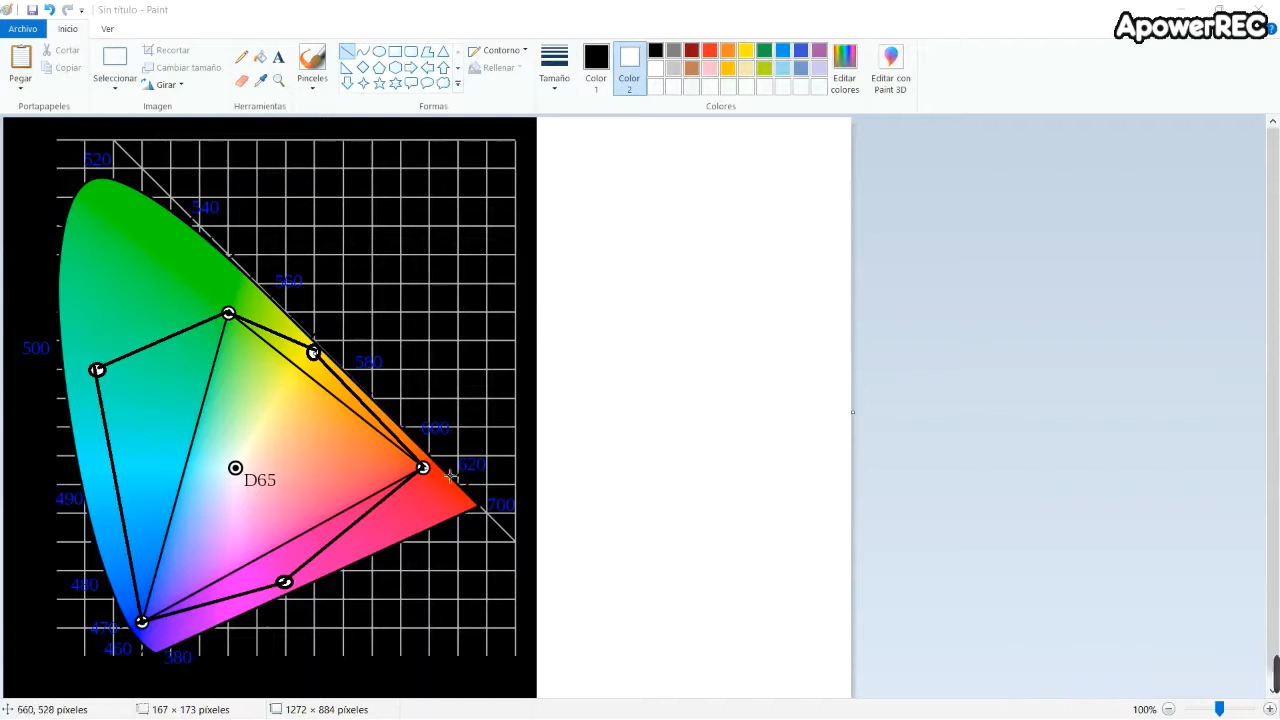 Sin título - Paint
ApowerREC
Archivo
Inicio
Ver
Pegar
Cortar
Copiar
Portapapeles
Seleccionar
Recortar
Cambiar tamaño
Girar
Imagen
A
Herramientas
Pinceles
Contorno
Rellenar
Formas
Tamaño
Color
1
Color
2
Colores
Editar
colores
Editar con
Paint 3D
520
540
560
500
580
600
620
D65
490
700
480
470
460
380
660, 528 píxeles
167 × 173 píxeles
1272 × 884 píxeles
100%